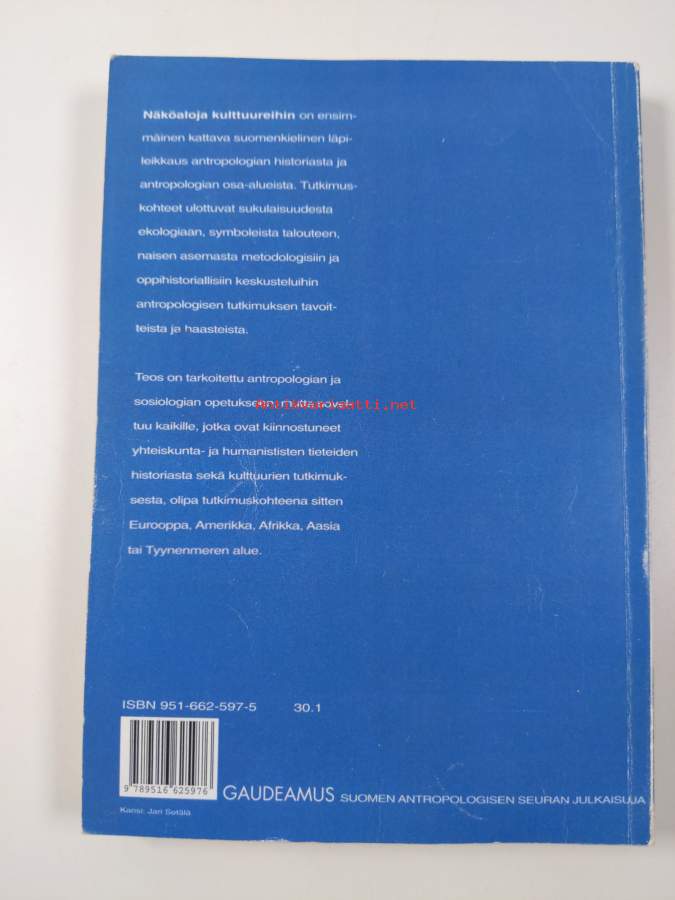 Näköaloja kulttuureihin on ensim-
mäinen kattava suomenkielinen läpi-
leikkaus antropologian historiasta ja
antropologian osa-alueista. Tutkimus-
kohteet ulottuvat sukulaisuudesta
ekologiaan, symboleista talouteen,
naisen asemasta metodologisiin ja
oppihistoriallisiin keskusteluihin
antropologisen tutkimuksen tavoit-
teista ja haasteista.
Teos on tarkoitettu antropologian ja
sosiologian opetukseen, mutta sovel-
Antikvariaatti.net
tuu kaikille, jotka ovat kiinnostuneet
yhteiskunta- ja humanististen tieteiden
historiasta sekä kulttuurien tutkimuk-
sesta, olipa tutkimuskohteena sitten
Eurooppa, Amerikka, Afrikka, Aasia
tai Tyynenmeren alue.
ISBN 951-662-597-5 30.1
9 789516 625976
GAUDEAMUS SUOMEN ANTROPOLOGISEN SEURAN JULKAISUJA
Kansi: Jari Setälä